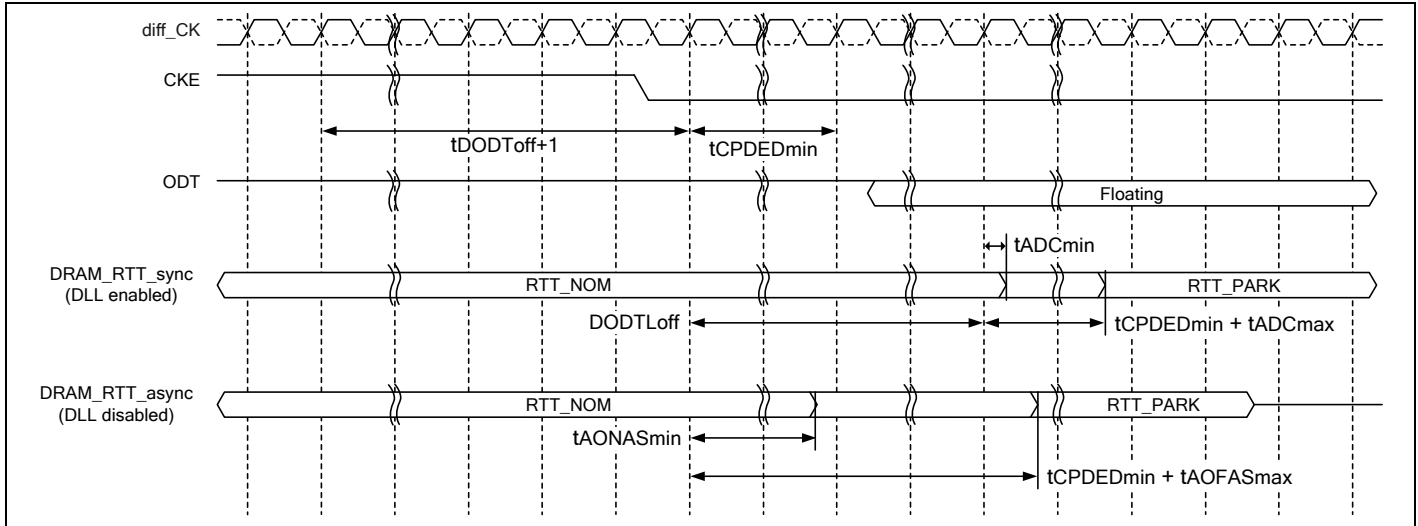 diff_CK
CKE
tDODToff+1
tCPDEDmin
ODT
Floating
tADCmin
DRAM_RTT_sync
(DLL enabled)
RTT_NOM
RTT_PARK
DODTLoff
tCPDEDmin + tADCmax
DRAM_RTT_async
(DLL disabled)
RTT_NOM
RTT_PARK
tAONASmin
tCPDEDmin + tAOFASmax